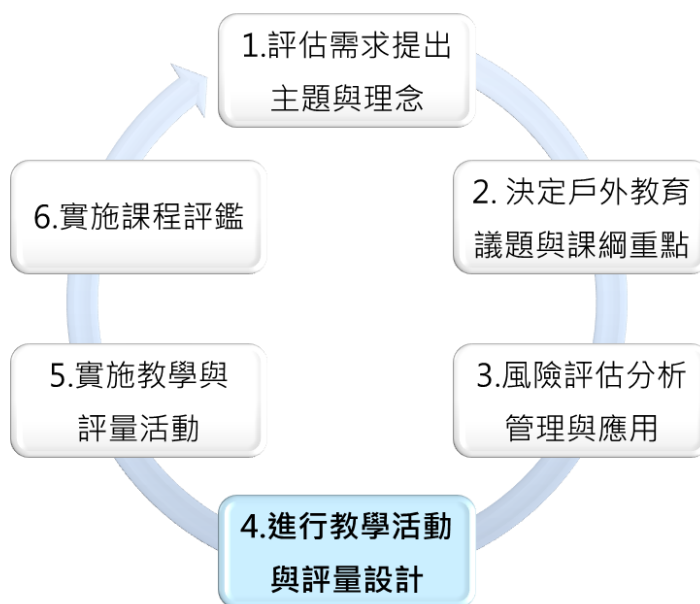 1.評估需求提出
主題與理念
2. 決定戶外教育
議題與課綱重點
3.風險評估分析
管理與應用
4.進行教學活動
與評量設計
5.實施教學與
評量活動
6.實施課程評鑑